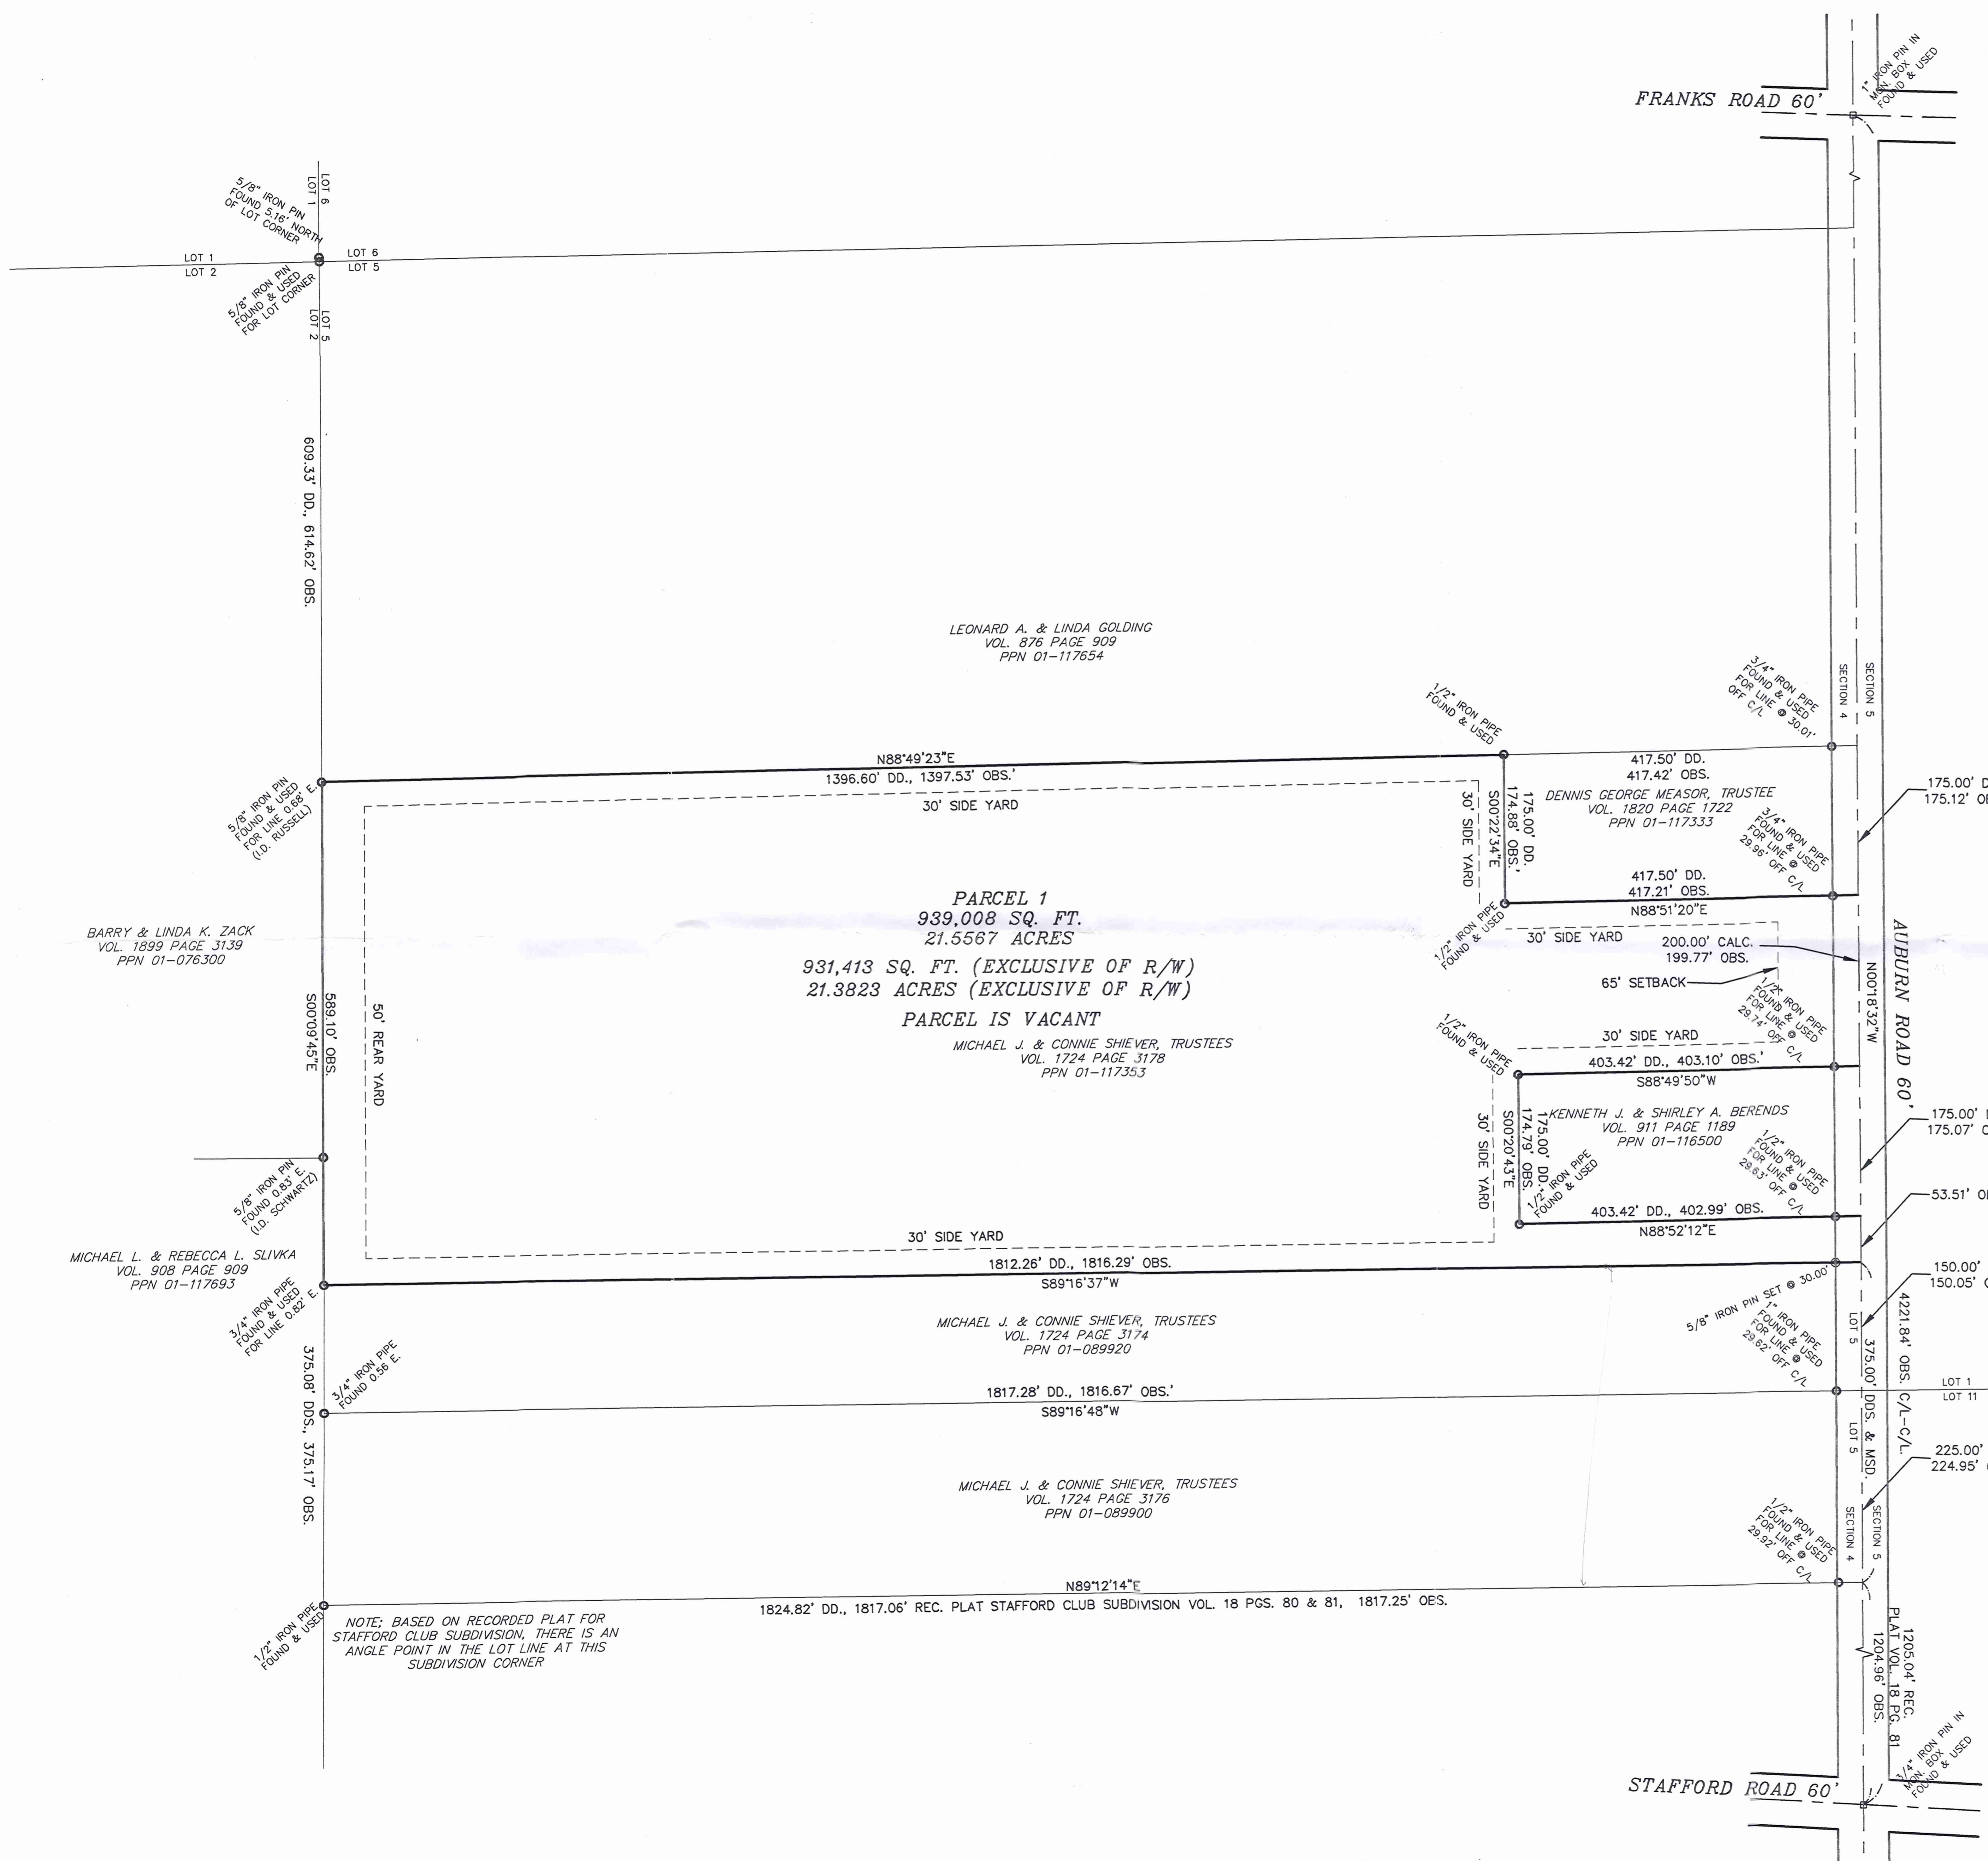 FRANKS ROAD 60'
1" IRON PIN IN
MON. BOX
FOUND & USED
LOT 6
LOT 1
5/8" IRON PIN
FOUND 5.16' NORTH
OF LOT CORNER
LOT 1
LOT 2
LOT 6
LOT 5
5/8" IRON PIN
FOUND & USED
FOR LOT CORNER
LOT 5
LOT 2
609.33' DD., 614.62' OBS.
LEONARD A. & LINDA GOLDING
VOL. 876 PAGE 909
PPN 01-117654
SECTION 4
SECTION 5
3/4" IRON PIPE
FOUND & USED
FOR LINE @ 30.01'
OFF C/L
1/2" IRON PIPE
FOUND & USED
N88°49'23"E
1396.60' DD., 1397.53' OBS.'
30' SIDE YARD
417.50' DD.
417.42' OBS.
5/8" IRON PIN
FOUND & USED
FOR LINE 0.68' E.
(I.D. RUSSELL)
30' SIDE YARD
175.00' DD.
174.88' OBS.'
S00°22'34"E
DENNIS GEORGE MEASOR, TRUSTEE
VOL. 1820 PAGE 1722
PPN 01-117333
175.00' D
175.12' O
3/4" IRON PIPE
FOUND & USED
FOR LINE @
29.96' OFF C/L
417.50' DD.
417.21' OBS.
N88°51'20"E
1/2" IRON PIPE
FOUND & USED
PARCEL 1
939,008 SQ. FT.
21.5567 ACRES
931,413 SQ. FT. (EXCLUSIVE OF R/W)
21.3823 ACRES (EXCLUSIVE OF R/W)
PARCEL IS VACANT
MICHAEL J. & CONNIE SHIEVER, TRUSTEES
VOL. 1724 PAGE 3178
PPN 01-117353
BARRY & LINDA K. ZACK
VOL. 1899 PAGE 3139
PPN 01-076300
589.10' OBS.
S00°09'45"E
50' REAR YARD
30' SIDE YARD
200.00' CALC.
199.77' OBS.
65' SETBACK
N00°18'32"W
AUBURN ROAD 60'
1/2" IRON PIPE
FOUND & USED
FOR LINE @
29.74' OFF C/L
30' SIDE YARD
1/2" IRON PIPE
FOUND & USED
403.42' DD., 403.10' OBS.'
S88°49'50"W
KENNETH J. & SHIRLEY A. BERENDS
VOL. 911 PAGE 1189
PPN 01-116500
175.00' D
175.07' O
30' SIDE YARD
175.00' DD.
174.79' OBS.
S00°20'43"E
1/2" IRON PIPE
FOUND & USED
1/2" IRON PIPE
FOUND & USED
FOR LINE @
29.63' OFF C/L
403.42' DD., 402.99' OBS.
N88°52'12"E
53.51' O
5/8" IRON PIN
FOUND 0.83' E.
(I.D. SCHWARTZ)
30' SIDE YARD
1812.26' DD., 1816.29' OBS.
S89°16'37"W
MICHAEL L. & REBECCA L. SLIVKA
VOL. 908 PAGE 909
PPN 01-117693
3/4" IRON PIPE
FOUND & USED
FOR LINE 0.82' E.
5/8" IRON PIN SET @ 30.00'
1" IRON PIPE
FOUND & USED
FOR LINE @
29.62' OFF C/L
150.00'
150.05'
LOT 5
375.00' DDS. & MSD.
4221.84' OBS. C/L-C/L.
MICHAEL J. & CONNIE SHIEVER, TRUSTEES
VOL. 1724 PAGE 3174
PPN 01-089920
3/4" IRON PIPE
FOUND 0.56 E.
375.08' DDS., 375.17' OBS.
1817.28' DD., 1816.67' OBS.'
S89°16'48"W
LOT 1
LOT 11
LOT 5
225.00'
224.95'
MICHAEL J. & CONNIE SHIEVER, TRUSTEES
VOL. 1724 PAGE 3176
PPN 01-089900
1/2" IRON PIPE
FOUND & USED
FOR LINE @
29.92' OFF C/L
SECTION 4
SECTION 5
N89°12'14"E
1824.82' DD., 1817.06' REC. PLAT STAFFORD CLUB SUBDIVISION VOL. 18 PGS. 80 & 81, 1817.25' OBS.
1/2" IRON PIPE
FOUND & USED
NOTE; BASED ON RECORDED PLAT FOR
STAFFORD CLUB SUBDIVISION, THERE IS AN
ANGLE POINT IN THE LOT LINE AT THIS
SUBDIVISION CORNER
1205.04' REC.
PLAT VOL. 18 PG. 81
1204.96' OBS.
3/4" IRON PIN IN
MON. BOX
FOUND & USED
STAFFORD ROAD 60'